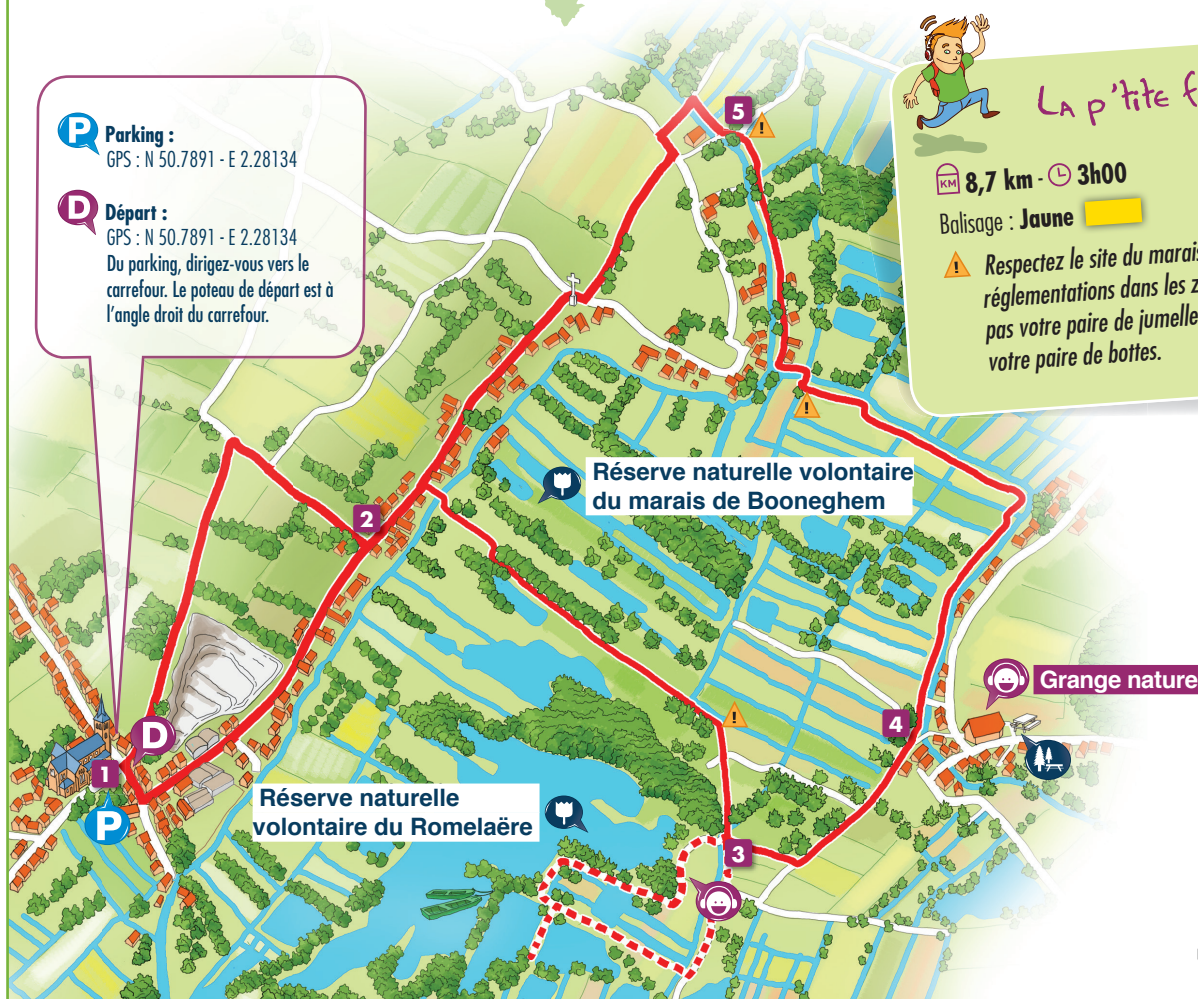 P Parking :
GPS : N 50.7891 - E 2.28134
D Départ :
GPS : N 50.7891 - E 2.28134
Du parking, dirigez-vous vers le
carrefour. Le poteau de départ est à
l'angle droit du carrefour.
LA p'tite f
KM 8,7 km - 3h00
Balisage : Jaune
! Respectez le site du marais
réglementations dans les z
pas votre paire de jumelle
votre paire de bottes.
5
!
!
Réserve naturelle volontaire
du marais de Booneghem
2
Grange nature
4
!
D
1
P
Réserve naturelle
volontaire du Romelaëre
3